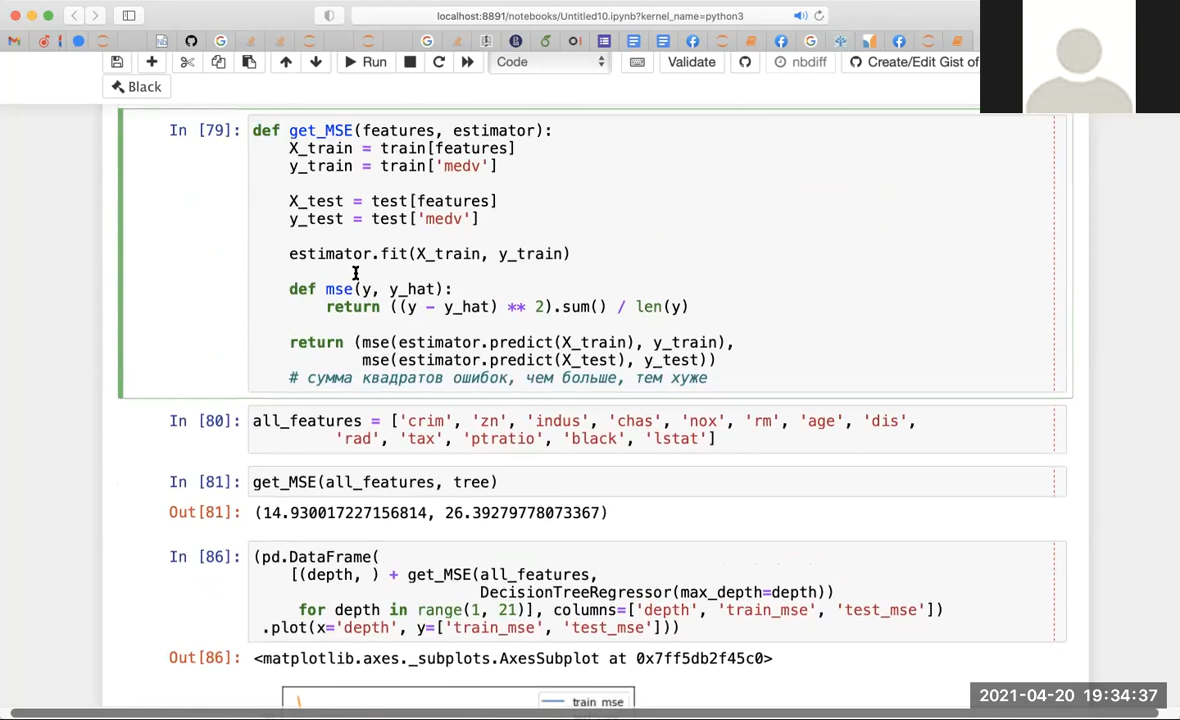 localhost:8891/notebooks/Untitled10.ipynb?kernel_name=python3
Run
Code
Validate
nbdiff
Create/Edit Gist of
Black
In [79]: def get_MSE(features, estimator):
X_train = train[features]
y_train = train['medv']
X_test = test[features]
y_test = test['medv']
estimator.fit(X_train, y_train)
def mse(y, y_hat):
return ((y - y_hat) ** 2).sum() / len(y)
return (mse(estimator.predict(X_train), y_train),
mse(estimator.predict(X_test), y_test))
# сумма квадратов ошибок, чем больше, тем хуже
In [80]: all_features = ['crim', 'zn', 'indus', 'chas', 'nox', 'rm', 'age', 'dis',
'rad', 'tax', 'ptratio', 'black', 'lstat']
In [81]: get_MSE(all_features, tree)
Out[81]: (14.930017227156814, 26.39279778073367)
In [86]: (pd.DataFrame(
[(depth, ) + get_MSE(all_features,
DecisionTreeRegressor(max_depth=depth))
for depth in range(1, 21)], columns=['depth', 'train_mse', 'test_mse'])
.plot(x='depth', y=['train_mse', 'test_mse']))
Out[86]: <matplotlib.axes._subplots.AxesSubplot at 0x7ff5db2f45c0>
train_mse
2021-04-20 19:34:37